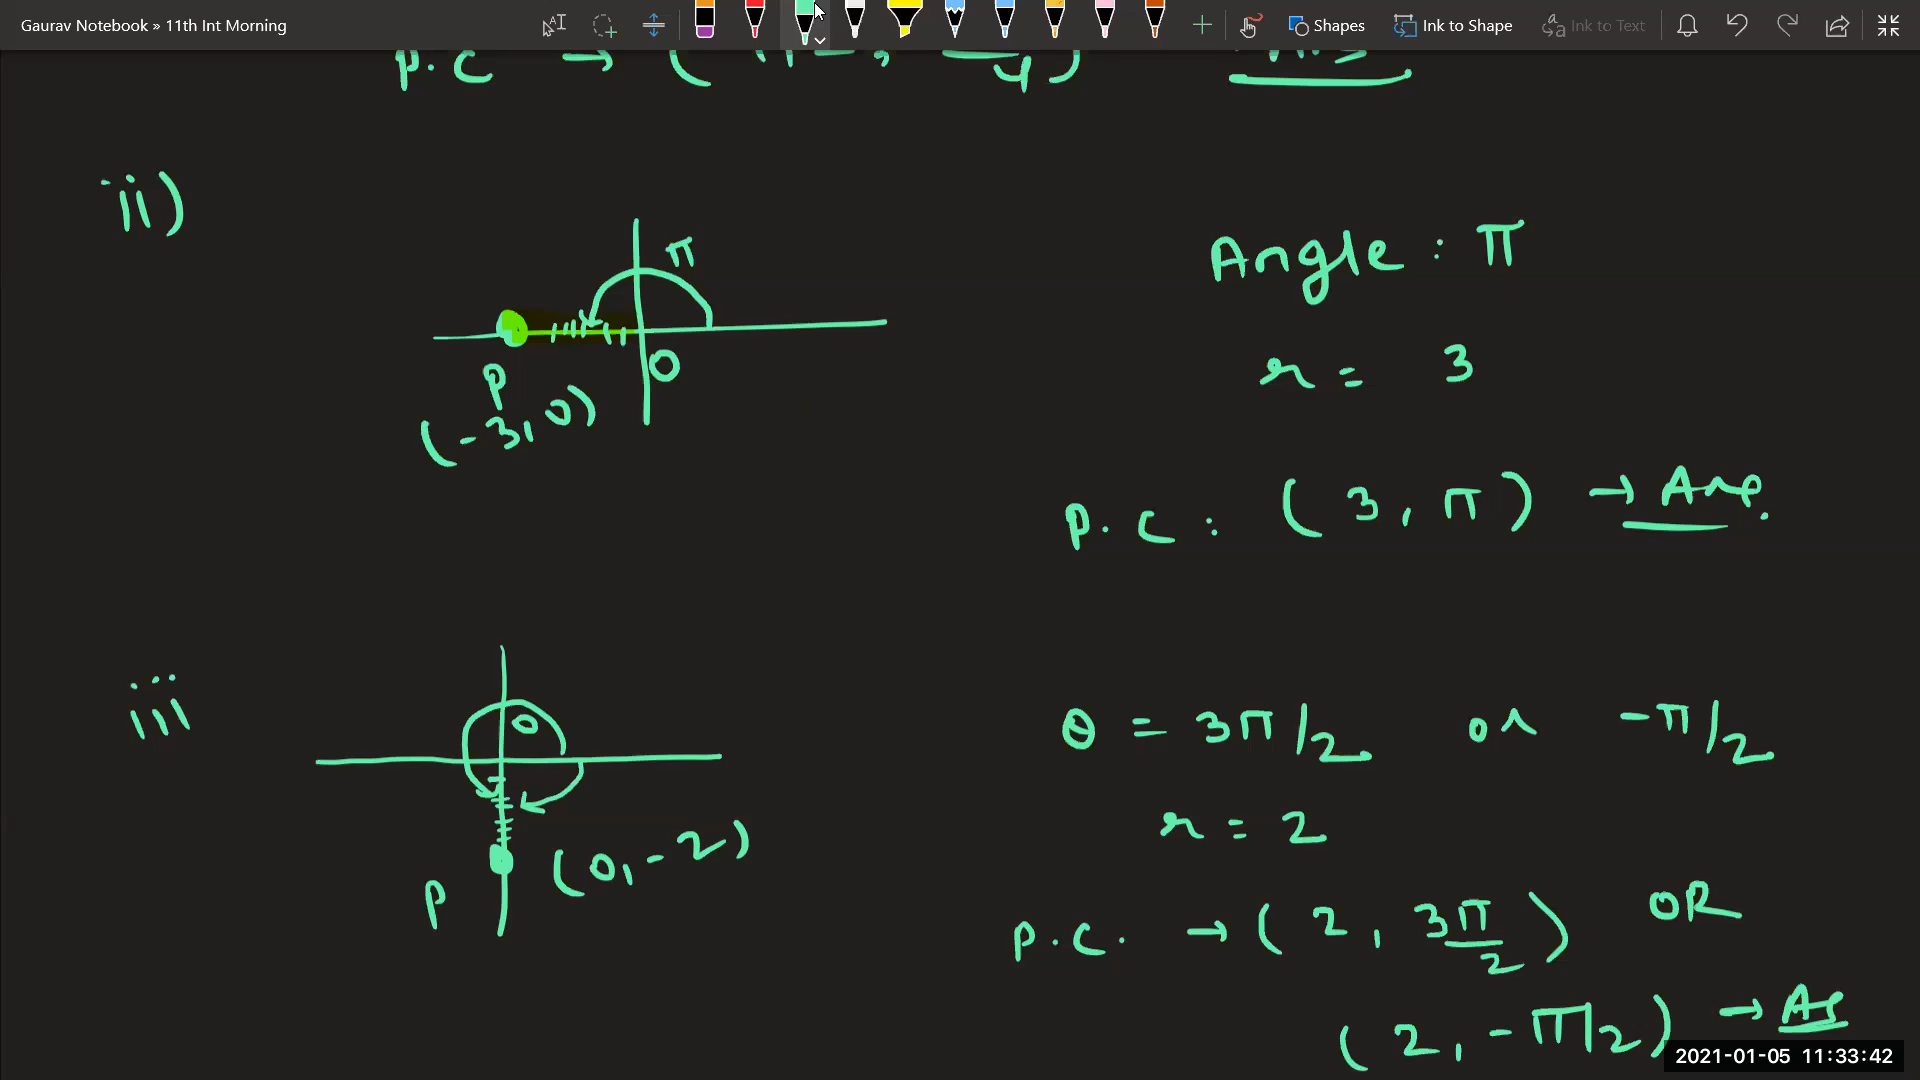 Gaurav Notebook » 11th Int Morning
Shapes
Ink to Shape
Ink to Text
P.C → ( , 4)
ii)
π
O
P
(-3, 0)
Angle : π
r = 3
P.C : (3, π) → Ans.
iii
O
P
(0, -2)
θ = 3π/2 or -π/2
r = 2
P.C. → (2, 3π/2) OR
(2, -π/2) → As
2021-01-05 11:33:42